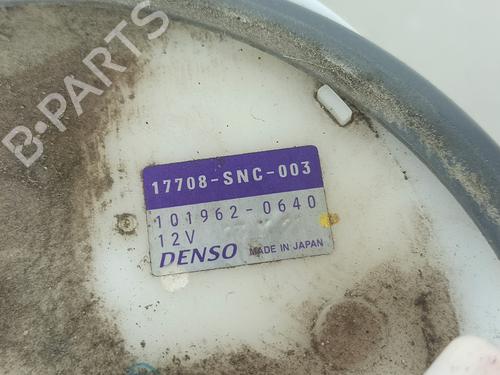 B-PARTS
17708-SNC-003
101962-0640
12V
DENSO MADE IN JAPAN